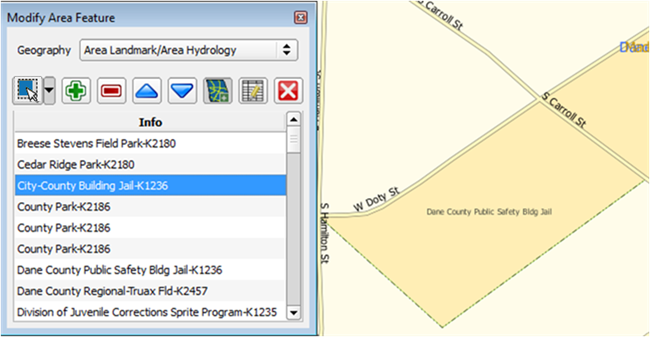 Modify Area Feature
Geography
Area Landmark/Area Hydrology
Info
Breese Stevens Field Park-K2180
Cedar Ridge Park-K2180
City-County Building Jail-K1236
County Park-K2186
County Park-K2186
County Park-K2186
Dane County Public Safety Bldg Jail-K1236
Dane County Regional-Truax Fld-K2457
Division of Juvenile Corrections Sprite Program-K1235
S Carroll St
Dane
S Carroll St
W Doty St
S Hamilton St
Dane County Public Safety Bldg Jail